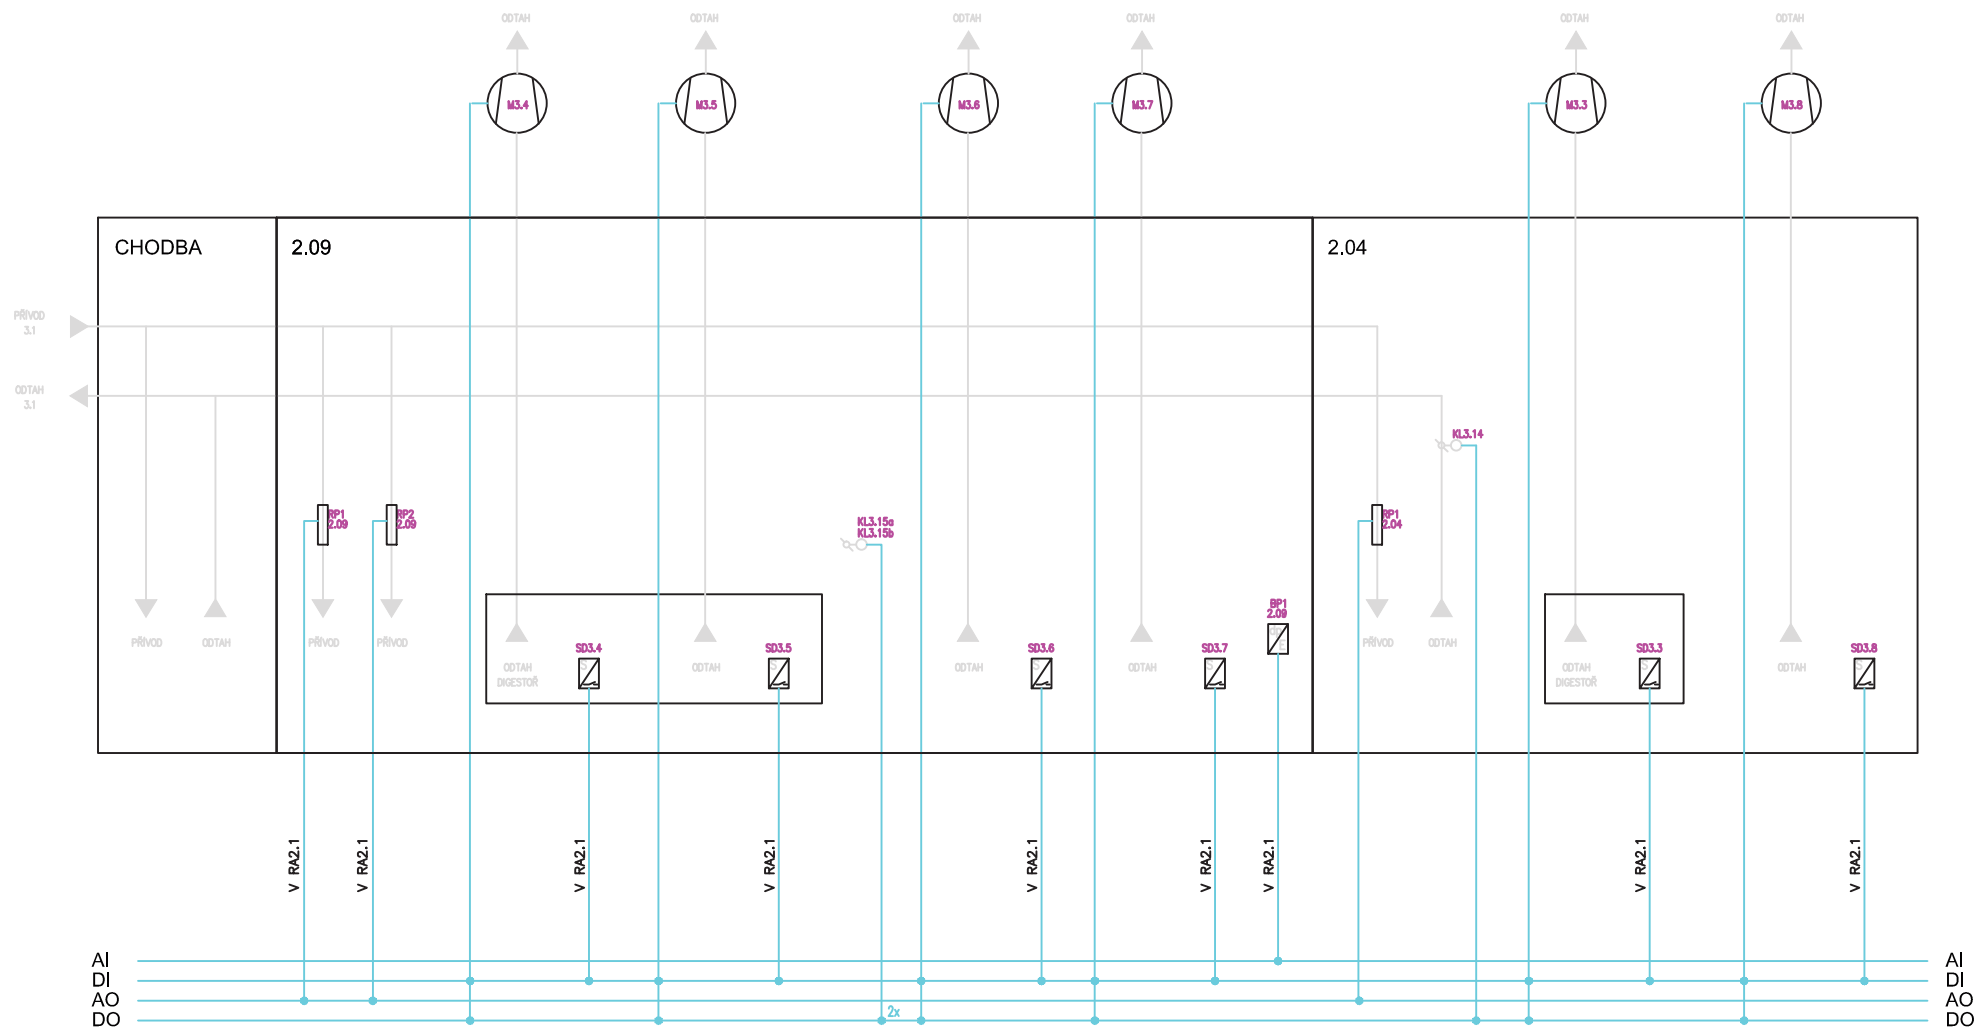 ODTAH
ODTAH
ODTAH
ODTAH
ODTAH
ODTAH
M3.4
M3.5
M3.6
M3.7
M3.3
M3.8
CHODBA
2.09
2.04
PŘÍVOD
3.1
ODTAH
3.1
KL3.14
RP1
2.09
RP2
2.09
KL3.15a
KL3.15b
RP1
2.04
BP1
2.09
PŘÍVOD
ODTAH
PŘÍVOD
PŘÍVOD
PŘÍVOD
ODTAH
ODTAH
DIGESTOŘ
SD3.4
S
ODTAH
SD3.5
S
ODTAH
SD3.6
S
ODTAH
SD3.7
S
E
ODTAH
DIGESTOŘ
SD3.3
S
ODTAH
SD3.8
S
V RA2.1
V RA2.1
V RA2.1
V RA2.1
V RA2.1
V RA2.1
V RA2.1
V RA2.1
V RA2.1
AI
DI
AO
DO
2x
AI
DI
AO
DO